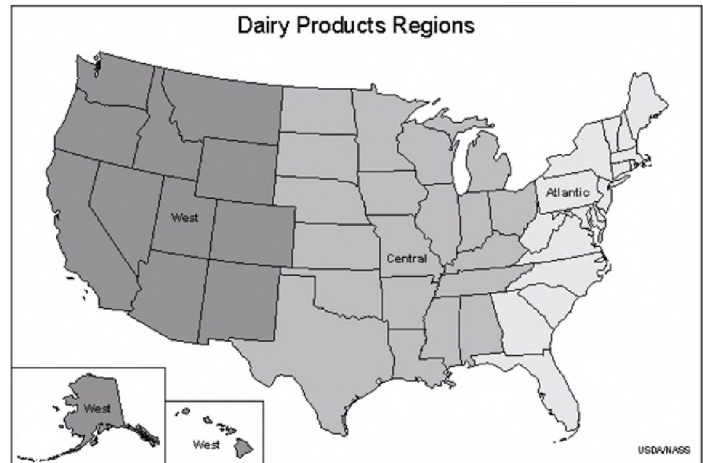 Dairy Products Regions
Atlantic
West
Central
West
West
USDA/NASS